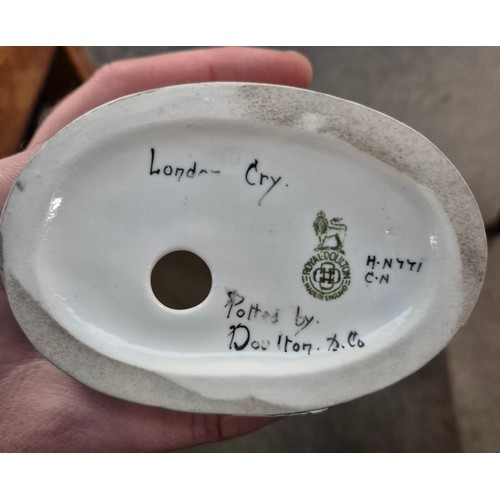 London Cry.
ROYAL DOULTON
MADE IN ENGLAND
H.N771
C.N
Potted by.
Doulton. & Co